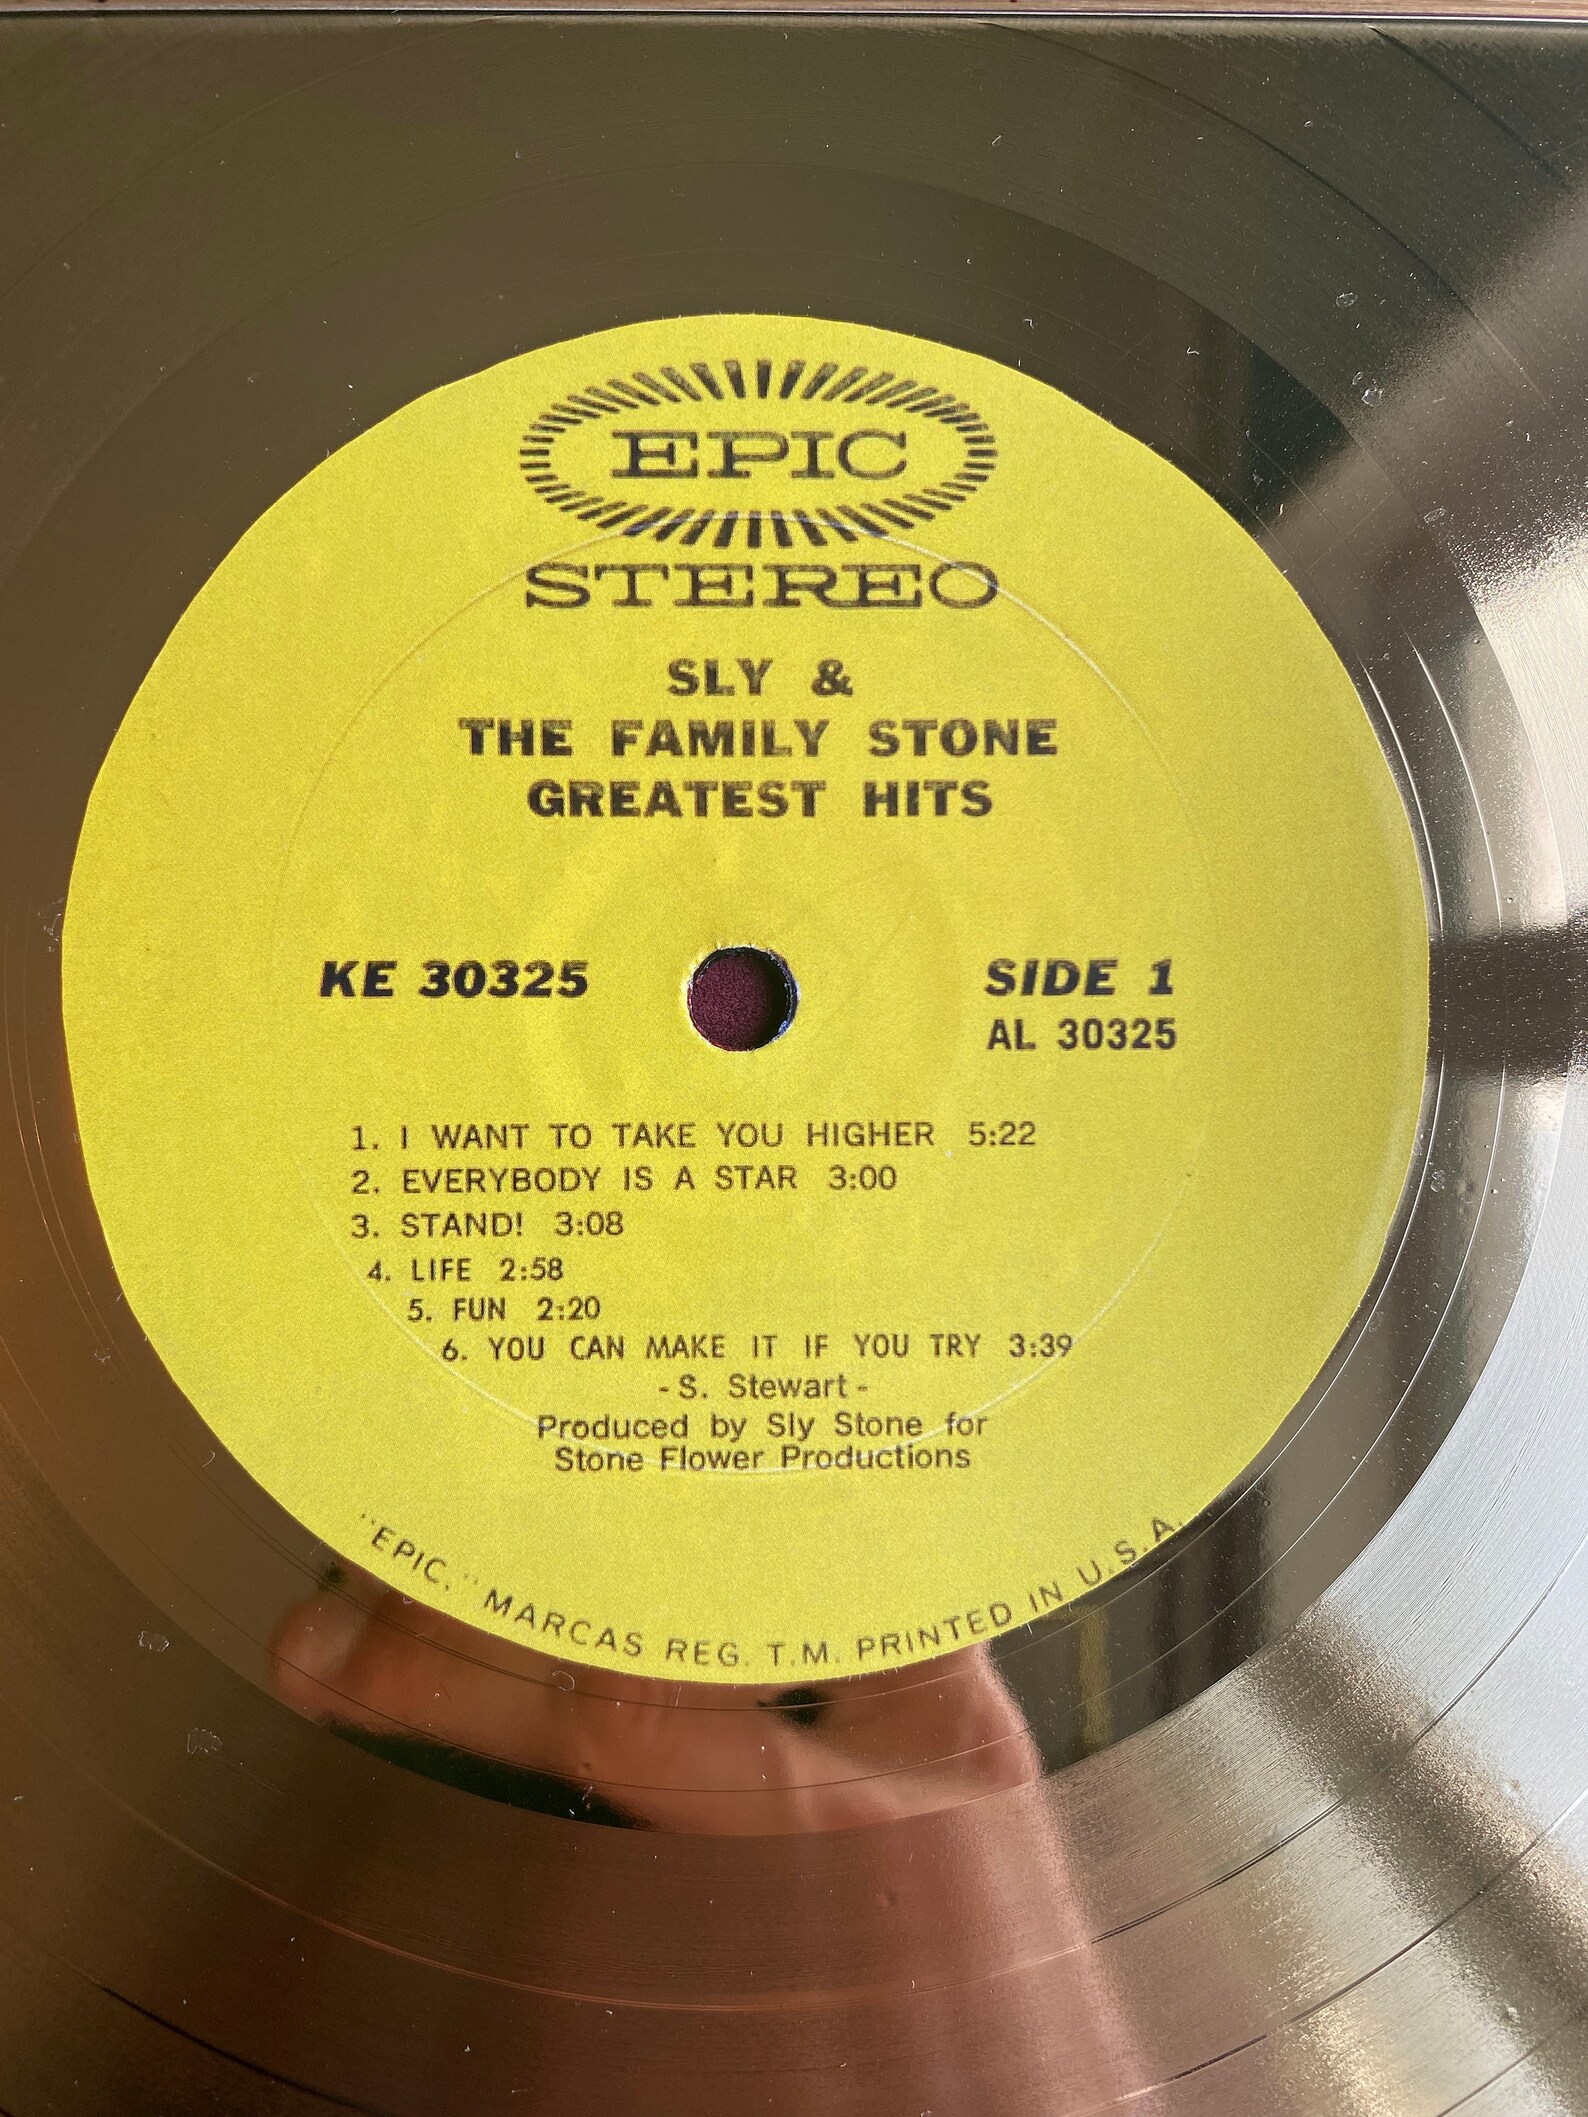 EPIC
STEREO
SLY &
THE FAMILY STONE
GREATEST HITS
KE 30325
SIDE 1
AL 30325
1. I WANT TO TAKE YOU HIGHER 5:22
2. EVERYBODY IS A STAR 3:00
3. STAND! 3:08
4. LIFE 2:58
5. FUN 2:20
6. YOU CAN MAKE IT IF YOU TRY 3:39
- S. Stewart -
Produced by Sly Stone for
Stone Flower Productions
"EPIC," MARCAS REG. T.M. PRINTED IN U.S.A.